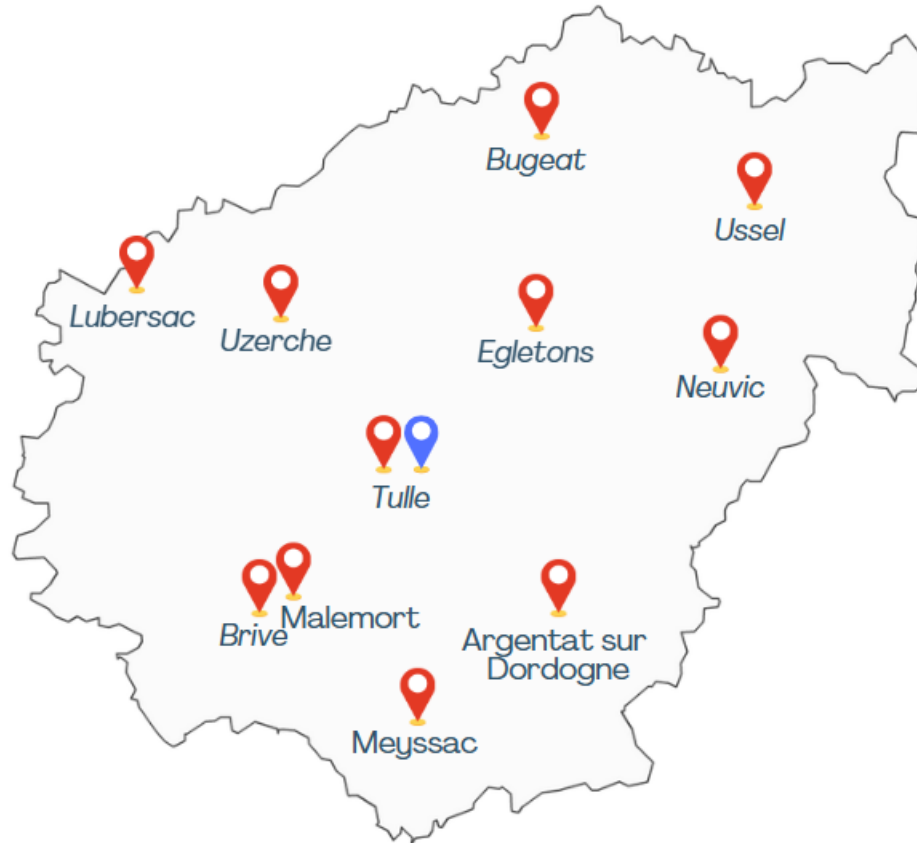 Bugeat
Ussel
Lubersac
Uzerche
Egletons
Neuvic
Tulle
Malemort
Brive
Argentat sur
Dordogne
Meyssac